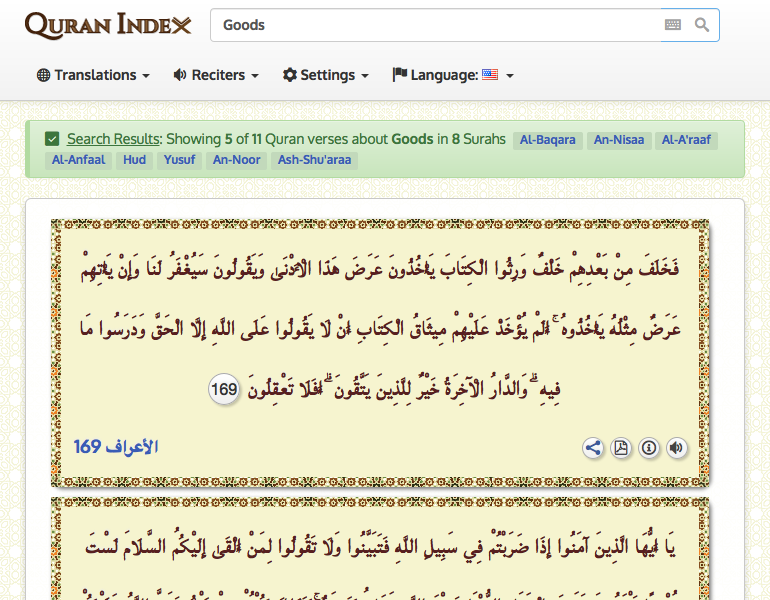 QURAN INDEX
Goods
Translations
Reciters
Settings
Language:
Search Results: Showing 5 of 11 Quran verses about Goods in 8 Surahs Al-Baqara An-Nisaa Al-A'raaf
Al-Anfaal Hud Yusuf An-Noor Ash-Shu'araa
فَخَلَفَ مِنْ بَعْدِهِمْ خَلْفٌ وَرِثُوا الْكِتَابَ يَأْخُذُونَ عَرَضَ هَٰذَا الْأَدْنَىٰ وَيَقُولُونَ سَيُغْفَرُ لَنَا وَإِنْ يَأْتِهِمْ
عَرَضٌ مِثْلُهُ يَأْخُذُوهُ ۚ أَلَمْ يُؤْخَذْ عَلَيْهِمْ مِيثَاقُ الْكِتَابِ أَنْ لَا يَقُولُوا عَلَى اللَّهِ إِلَّا الْحَقَّ وَدَرَسُوا مَا
فِيهِ ۗ وَالدَّارُ الْآخِرَةُ خَيْرٌ لِلَّذِينَ يَتَّقُونَ ۗ أَفَلَا تَعْقِلُونَ 169
الأعراف 169
يَا أَيُّهَا الَّذِينَ آمَنُوا إِذَا ضَرَبْتُمْ فِي سَبِيلِ اللَّهِ فَتَبَيَّنُوا وَلَا تَقُولُوا لِمَنْ أَلْقَىٰ إِلَيْكُمُ السَّلَامَ لَسْتَ